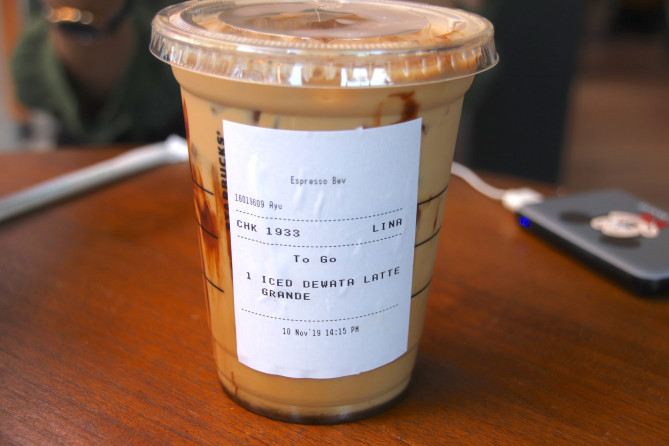 Espresso Bev
16013609 Ayu
CHK 1933 LINA
To Go
1 ICED DEWATA LATTE
GRANDE
10 Nov'19 14:15 PM